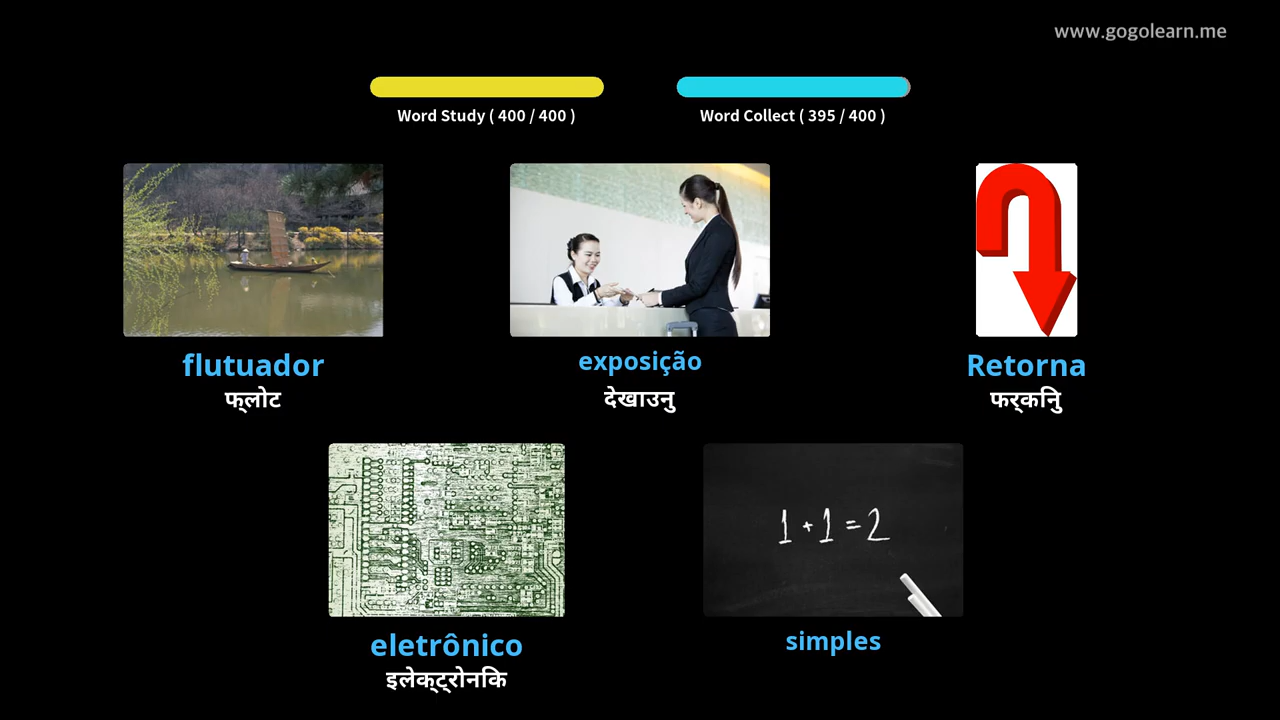 www.gogolearn.me
Word Study ( 400 / 400 )
Word Collect ( 395 / 400 )
flutuador
फ्लोट
exposição
देखाउनु
Retorna
फर्किनु
eletrônico
इलेक्ट्रोनिक
1 + 1 = 2
simples